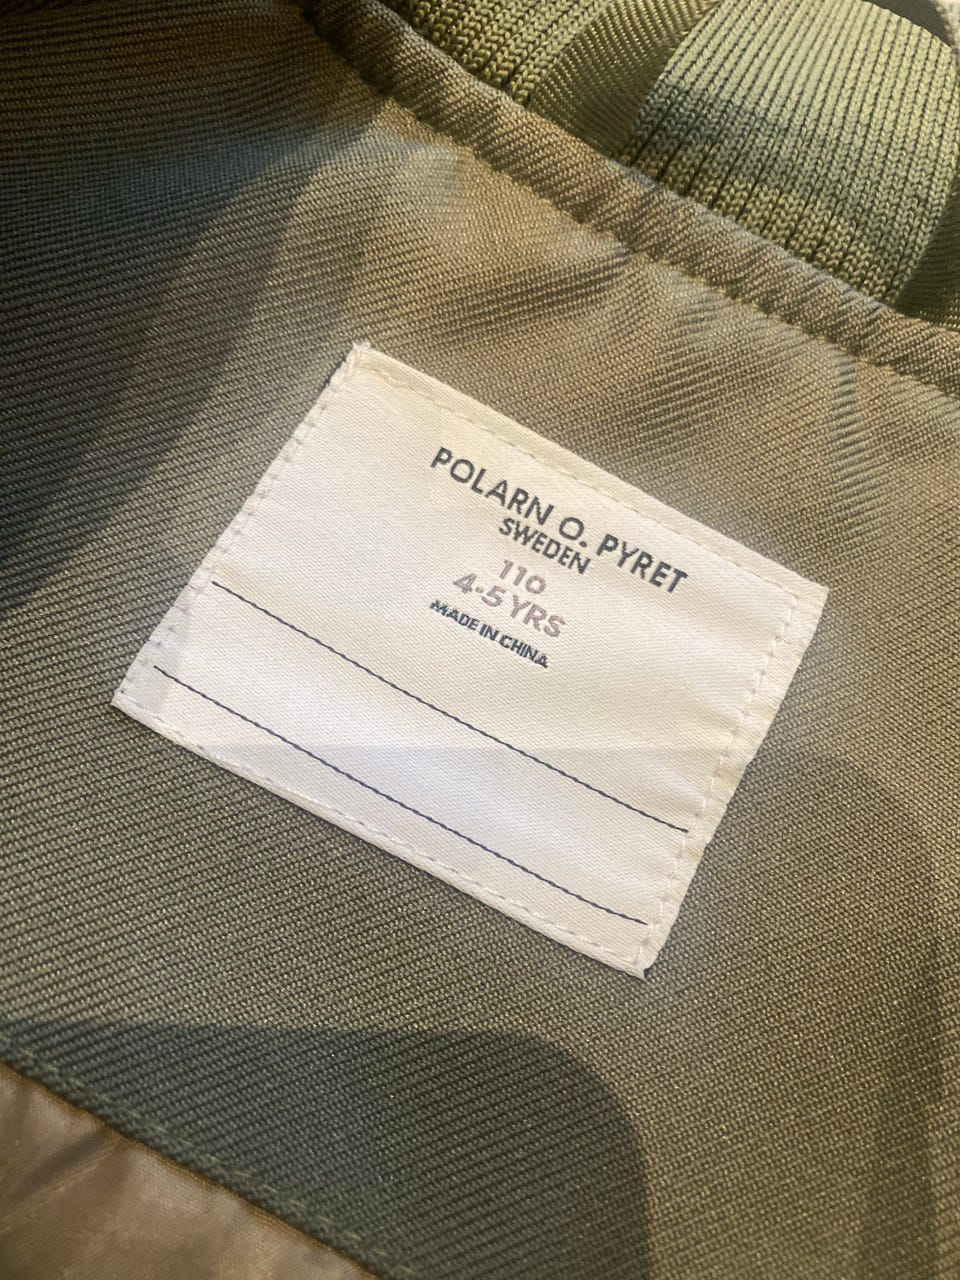 POLARN O. PYRET
SWEDEN
110
4-5 YRS
MADE IN CHINA